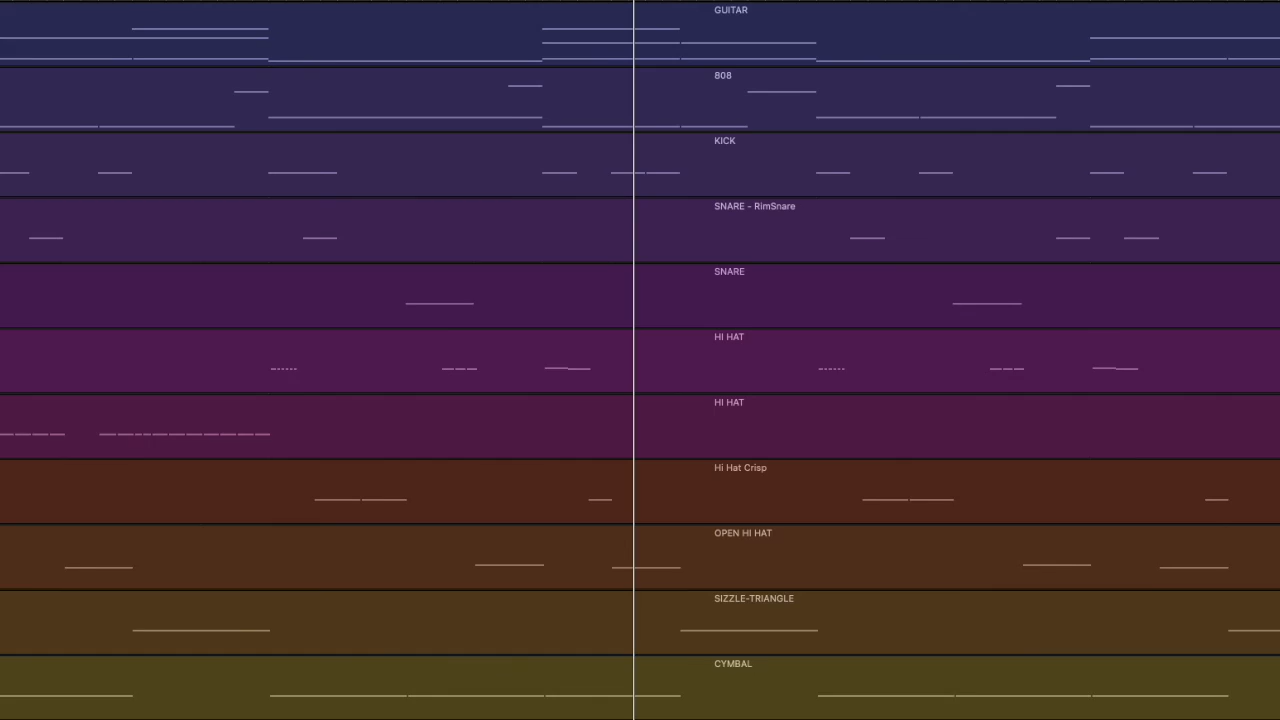 GUITAR
808
KICK
SNARE - RimSnare
SNARE
HI HAT
HI HAT
Hi Hat Crisp
OPEN HI HAT
SIZZLE-TRIANGLE
CYMBAL